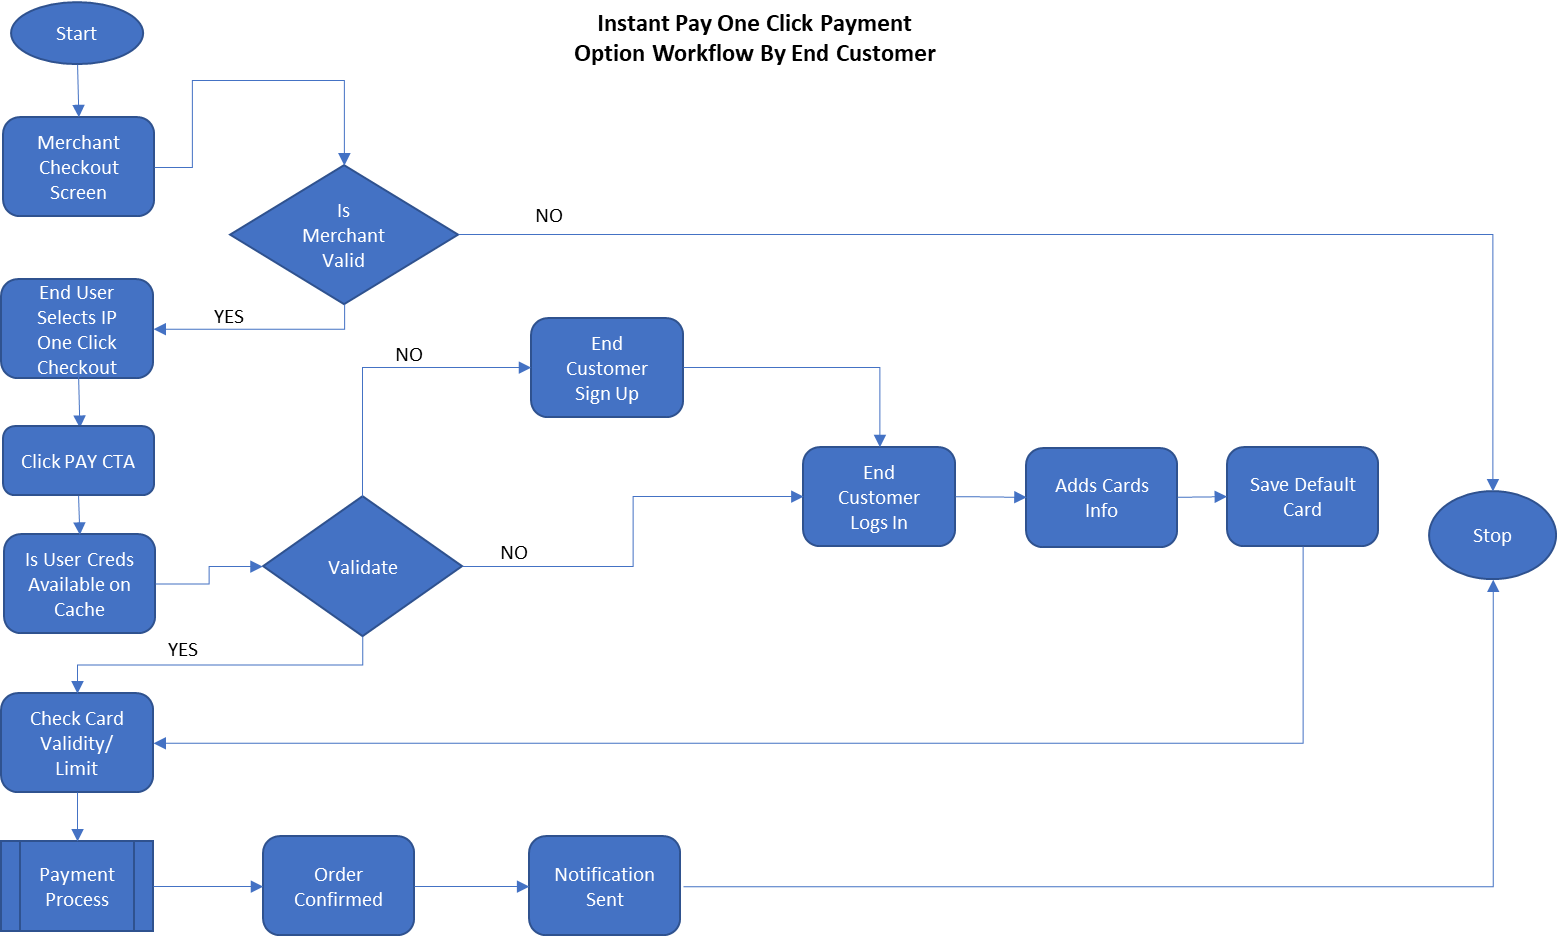 Instant Pay One Click Payment
Option Workflow By End Customer
Start
Merchant
Checkout
Screen
Is
Merchant
Valid
NO
YES
End User
Selects IP
One Click
Checkout
Click PAY CTA
Is User Creds
Available on
Cache
Validate
NO
NO
YES
End
Customer
Sign Up
End
Customer
Logs In
Adds Cards
Info
Save Default
Card
Stop
Check Card
Validity/
Limit
Payment
Process
Order
Confirmed
Notification
Sent